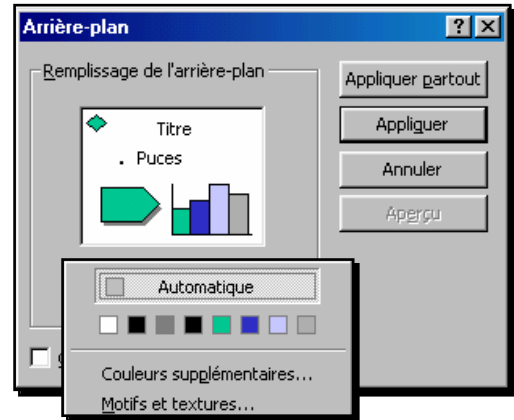 Arrière-plan
Remplissage de l'arrière-plan
Titre
. Puces
Appliquer partout
Appliquer
Annuler
Aperçu
Automatique
Couleurs supplémentaires...
Motifs et textures...